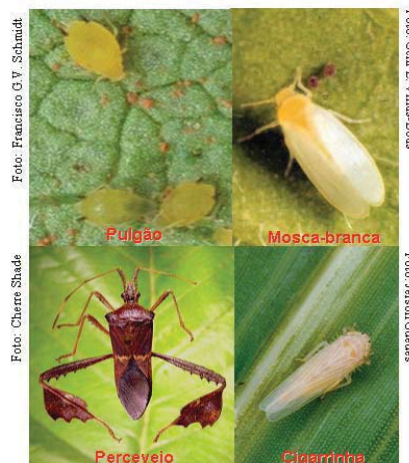 Foto: Francisco G.V. Schmidt
Pulgão
Mosca-branca
Foto: Cherre Shade
Percevejo
Cigarrinha